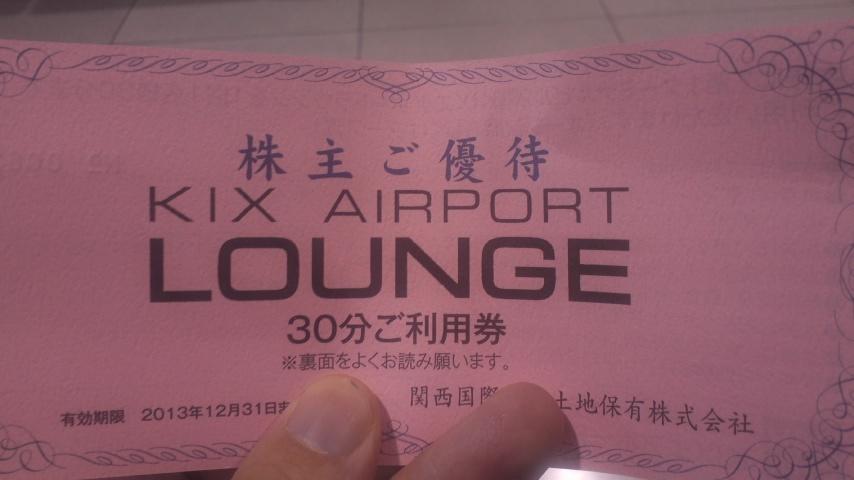 株主ご優待
KIX AIRPORT
LOUNGE
30分ご利用券
※裏面をよくお読み願います。
有効期限 2013年12月31日ま
関西国際 土地保有株式会社